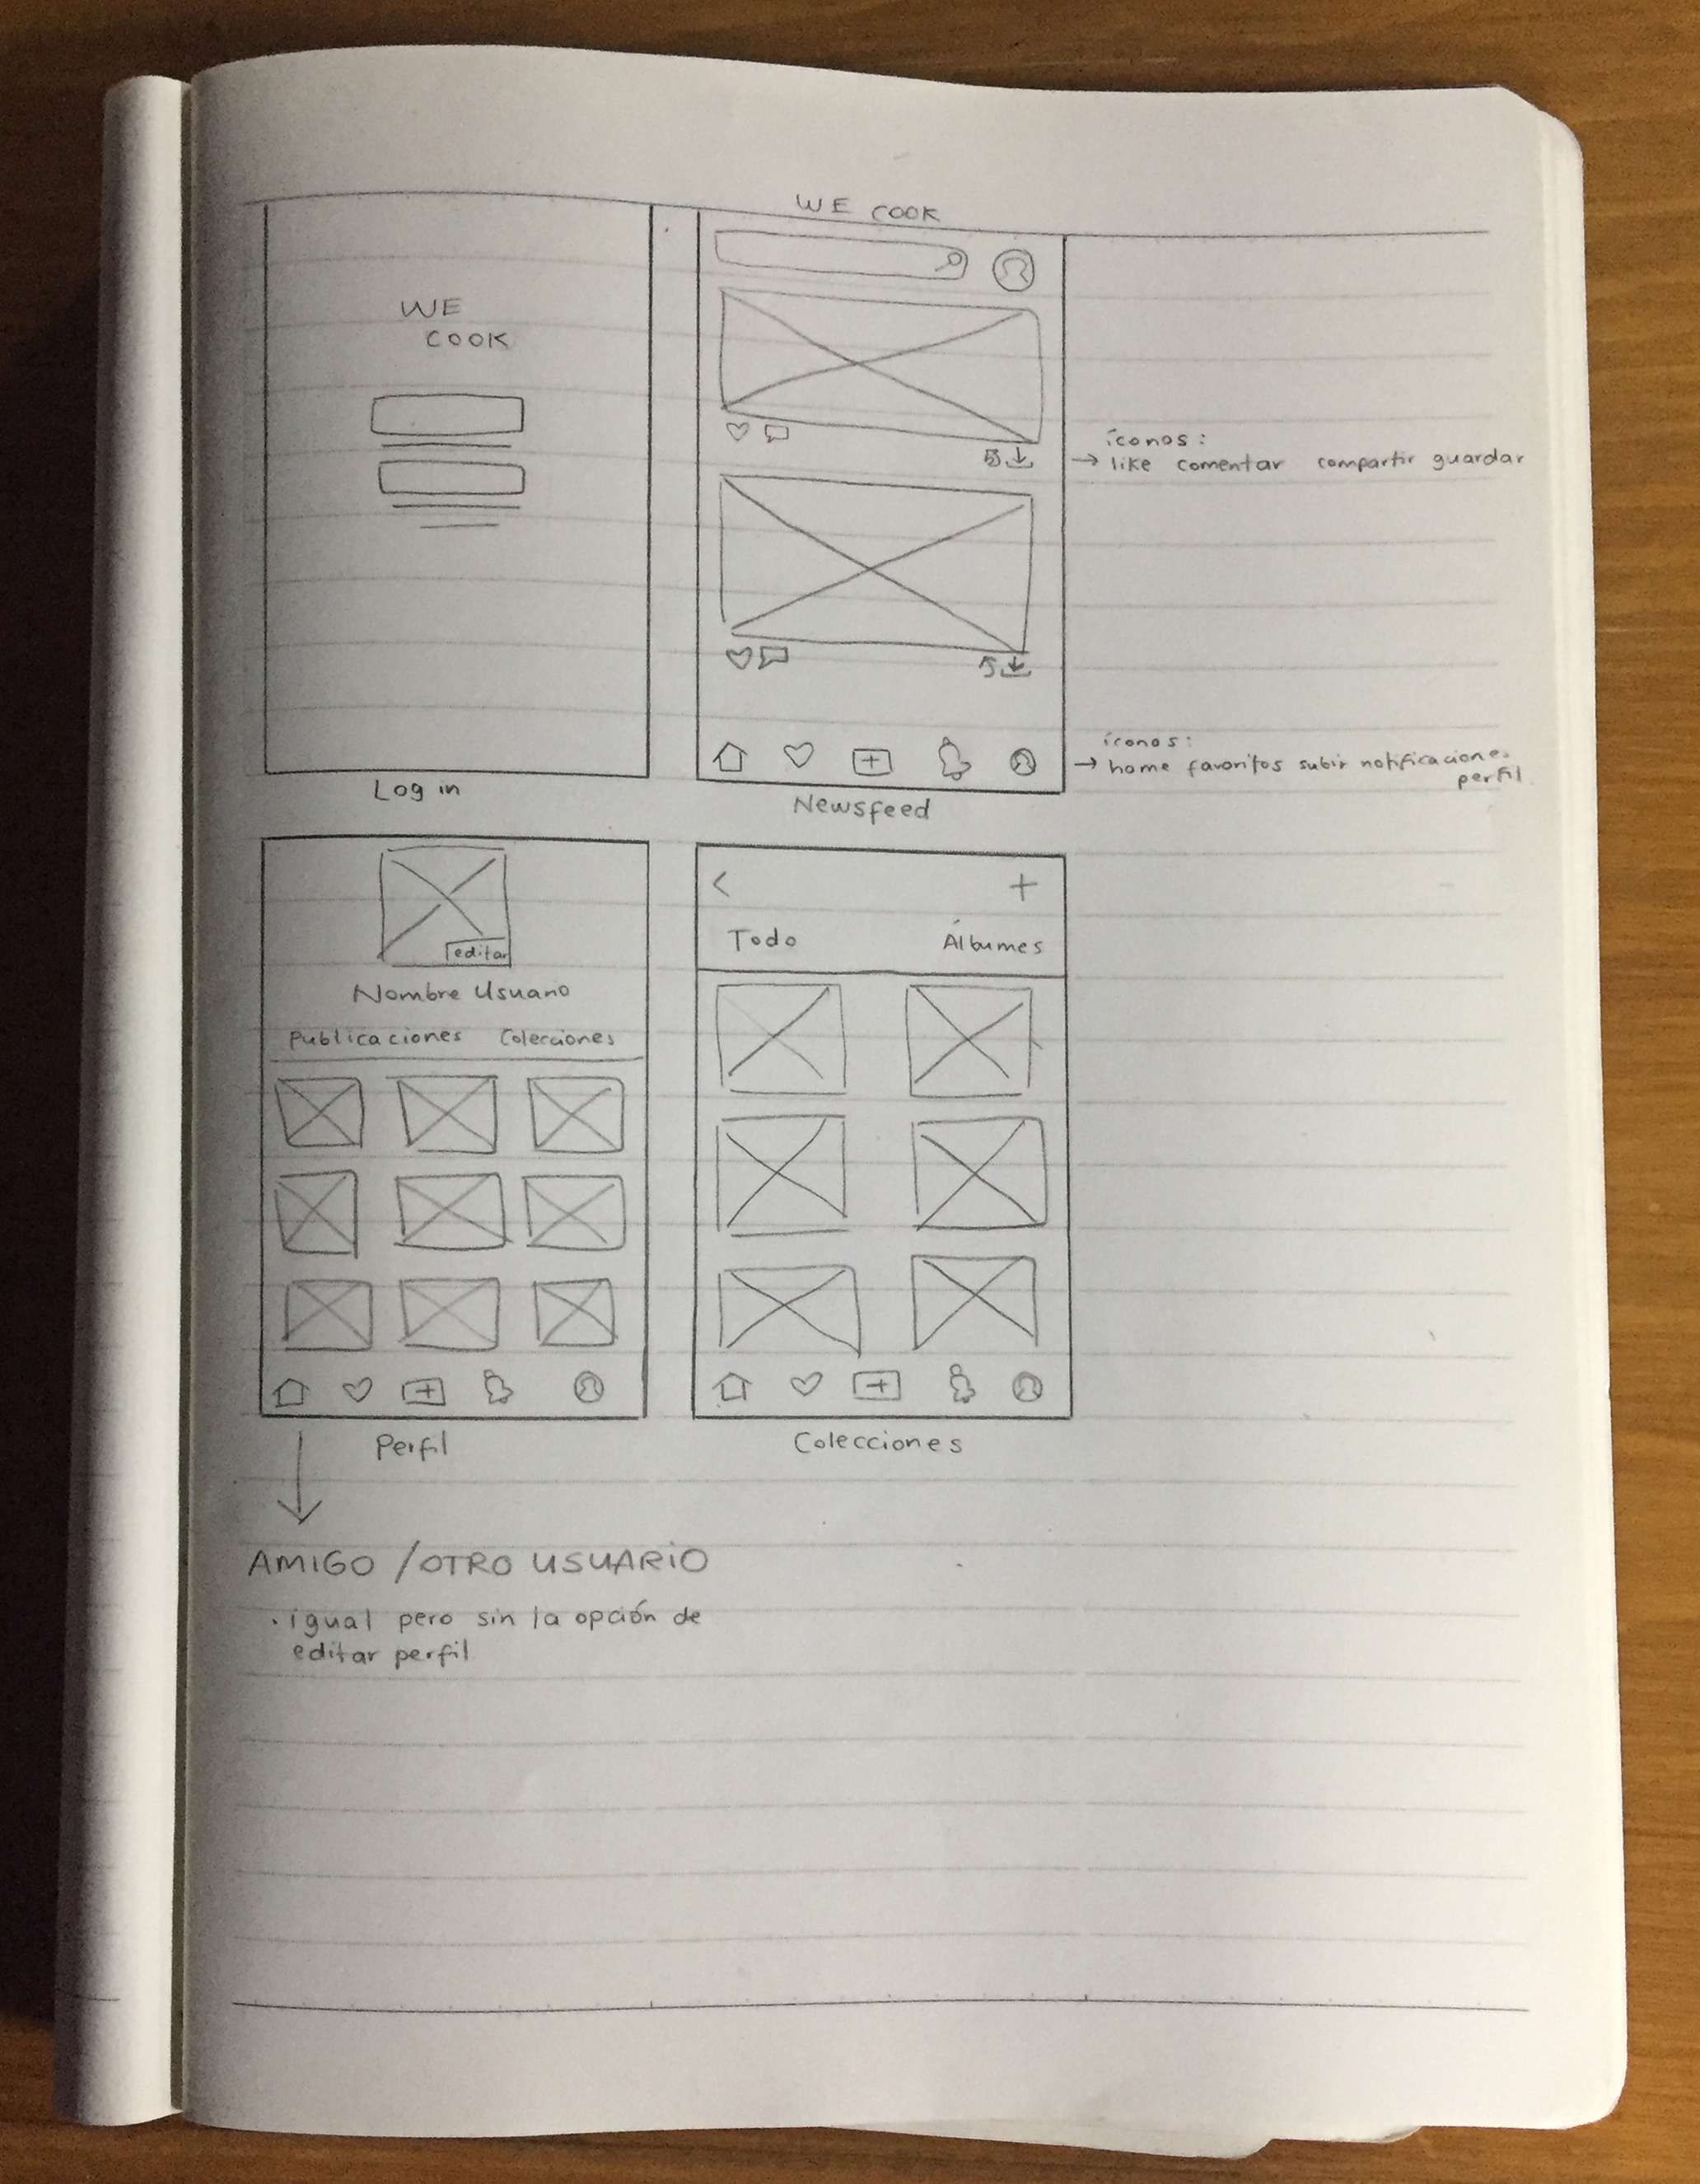 WE COOK
WE
COOK
íconos:
→ like comentar compartir guardar
íconos:
→ home favoritos subir notificaciones
perfil
Log in
Newsfeed
editar
Nombre Usuario
Publicaciones Colecciones
Todo Álbumes
Perfil
Colecciones
AMIGO / OTRO USUARIO
· igual pero sin la opción de
editar perfil